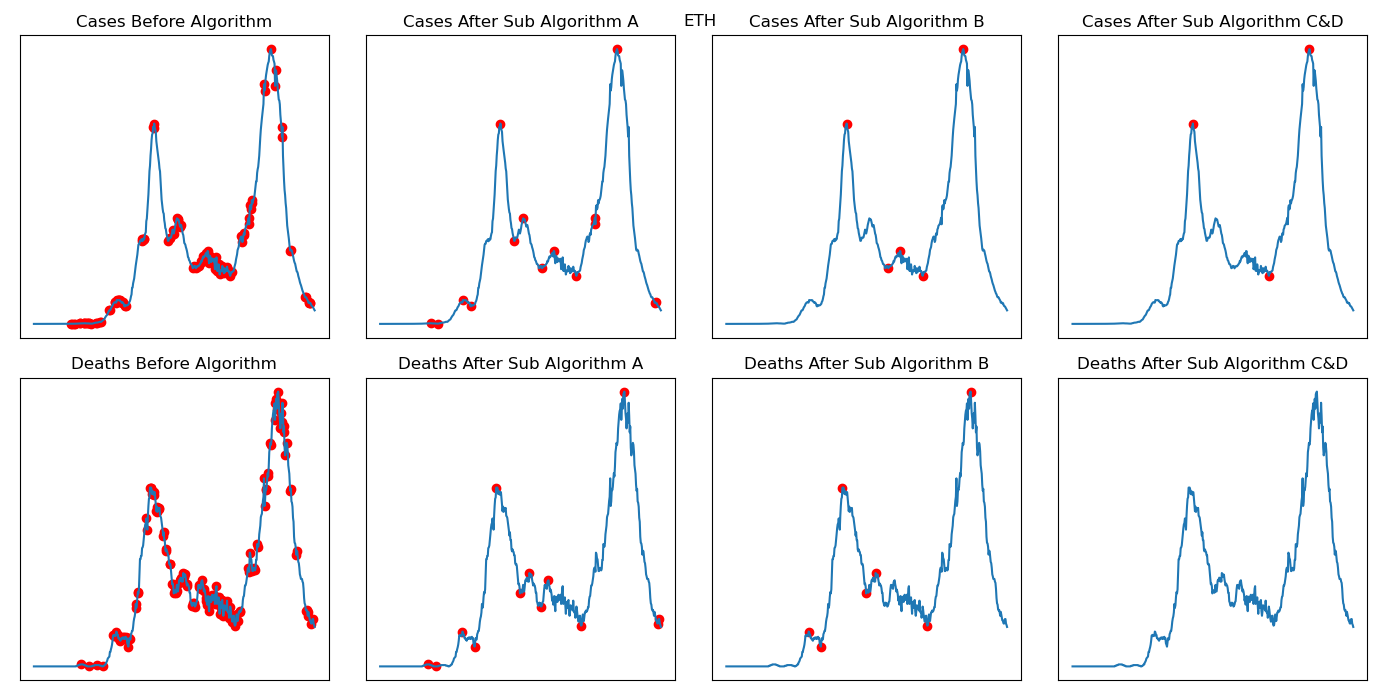 ETH
Cases Before Algorithm
Cases After Sub Algorithm A
Cases After Sub Algorithm B
Cases After Sub Algorithm C&D
Deaths Before Algorithm
Deaths After Sub Algorithm A
Deaths After Sub Algorithm B
Deaths After Sub Algorithm C&D